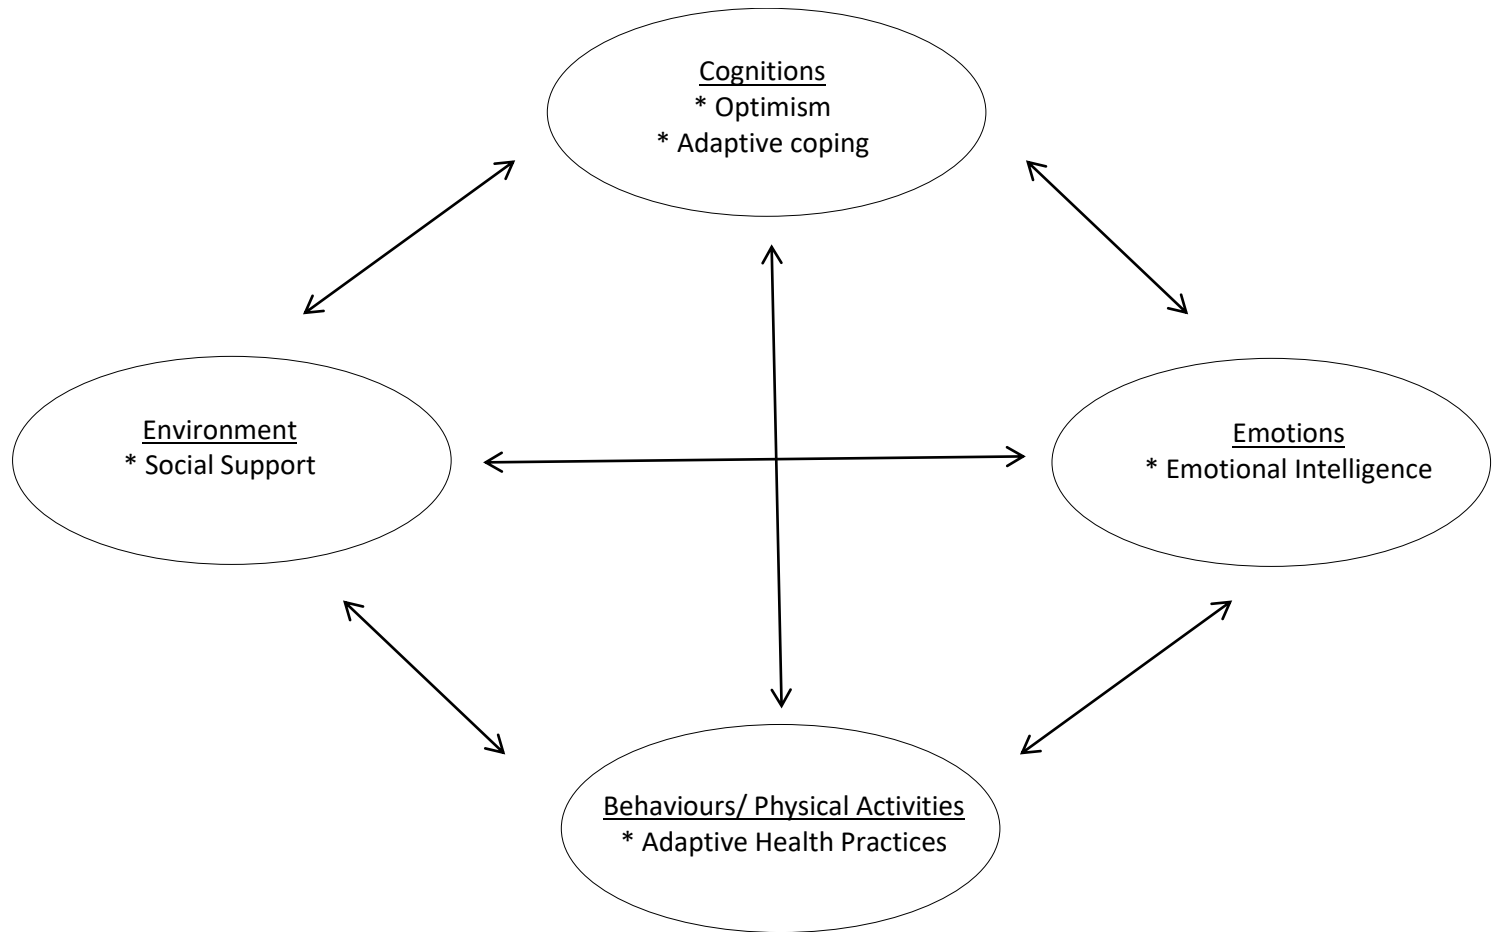 Cognitions
* Optimism
* Adaptive coping
Environment
* Social Support
Emotions
* Emotional Intelligence
Behaviours/ Physical Activities
* Adaptive Health Practices